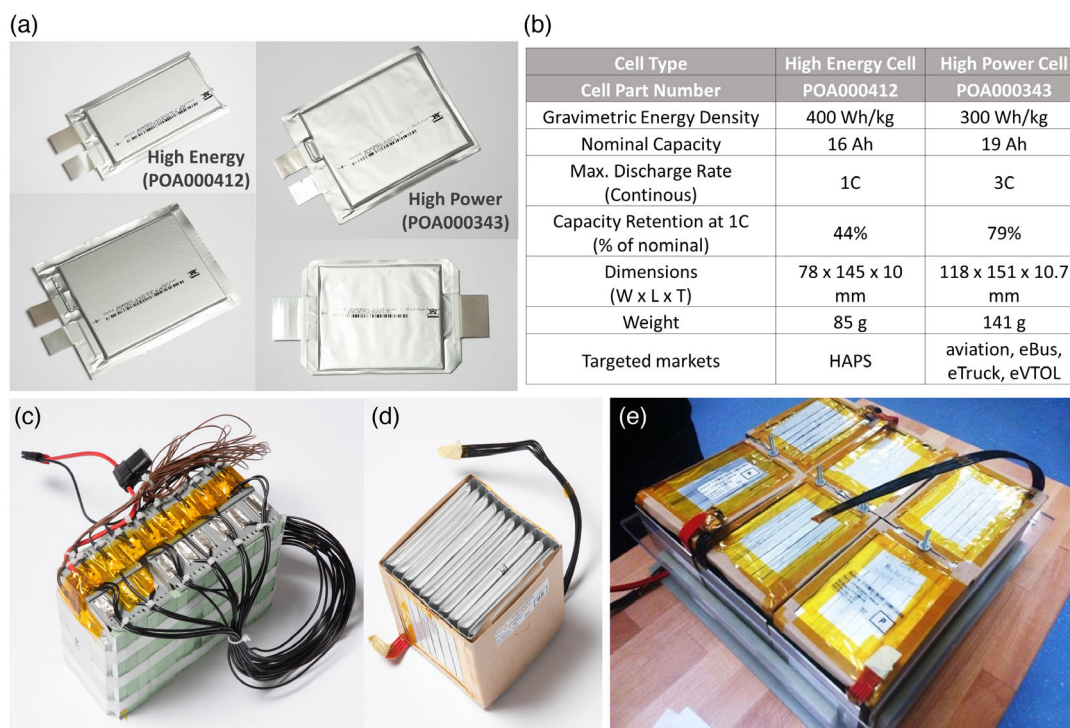 (a)
High Energy
(POA000412)
High Power
(POA000343)
(b)
Cell Type High Energy Cell High Power Cell
Cell Part Number POA000412 POA000343
Gravimetric Energy Density 400 Wh/kg 300 Wh/kg
Nominal Capacity 16 Ah 19 Ah
Max. Discharge Rate
(Continous) 1C 3C
Capacity Retention at 1C
(% of nominal) 44% 79%
Dimensions
(W x L x T) 78 x 145 x 10
mm 118 x 151 x 10.7
mm
Weight 85 g 141 g
Targeted markets HAPS aviation, eBus,
eTruck, eVTOL
(c)
(d)
(e)
P